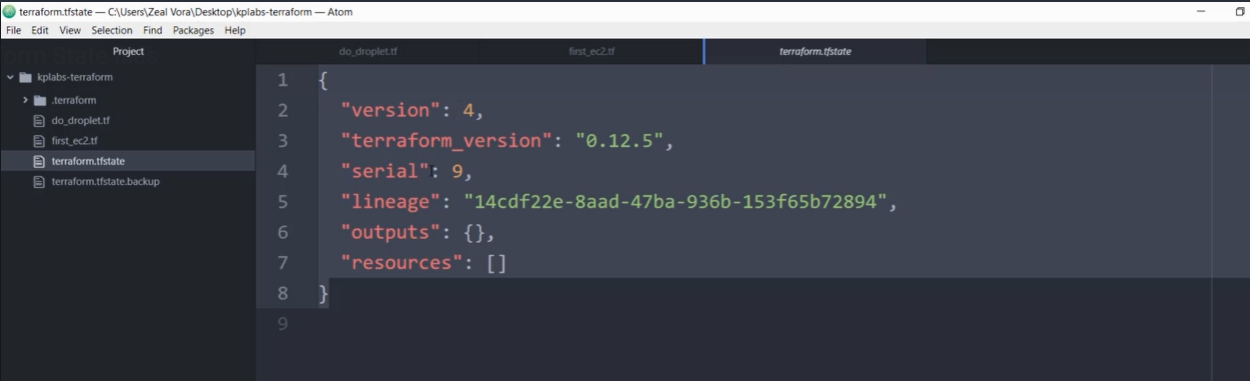 terraform.tfstate — C:\Users\Zeal Vora\Desktop\kplabs-terraform — Atom
File Edit View Selection Find Packages Help
Project
do_droplet.tf first_ec2.tf terraform.tfstate
kplabs-terraform
.terraform
do_droplet.tf
first_ec2.tf
terraform.tfstate
terraform.tfstate.backup
1 {
2 "version": 4,
3 "terraform_version": "0.12.5",
4 "serial": 9,
5 "lineage": "14cdf22e-8aad-47ba-936b-153f65b72894",
6 "outputs": {},
7 "resources": []
8 }
9